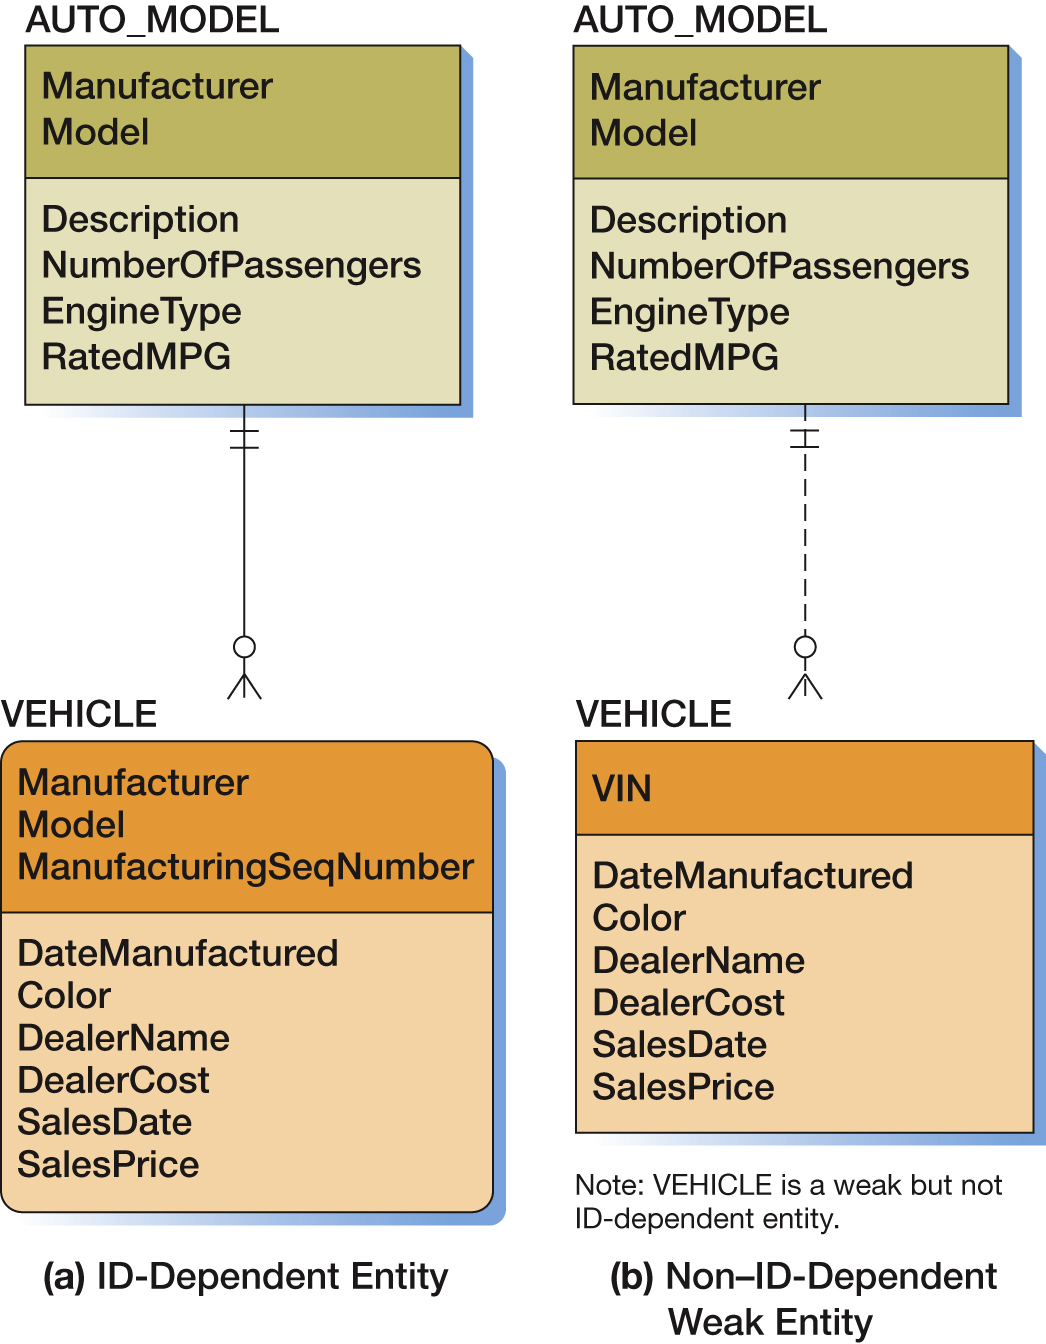 AUTO_MODEL
Manufacturer
Model
Description
NumberOfPassengers
EngineType
RatedMPG
VEHICLE
Manufacturer
Model
ManufacturingSeqNumber
DateManufactured
Color
DealerName
DealerCost
SalesDate
SalesPrice
(a) ID-Dependent Entity
AUTO_MODEL
Manufacturer
Model
Description
NumberOfPassengers
EngineType
RatedMPG
VEHICLE
VIN
DateManufactured
Color
DealerName
DealerCost
SalesDate
SalesPrice
Note: VEHICLE is a weak but not
ID-dependent entity.
(b) Non–ID-Dependent
Weak Entity